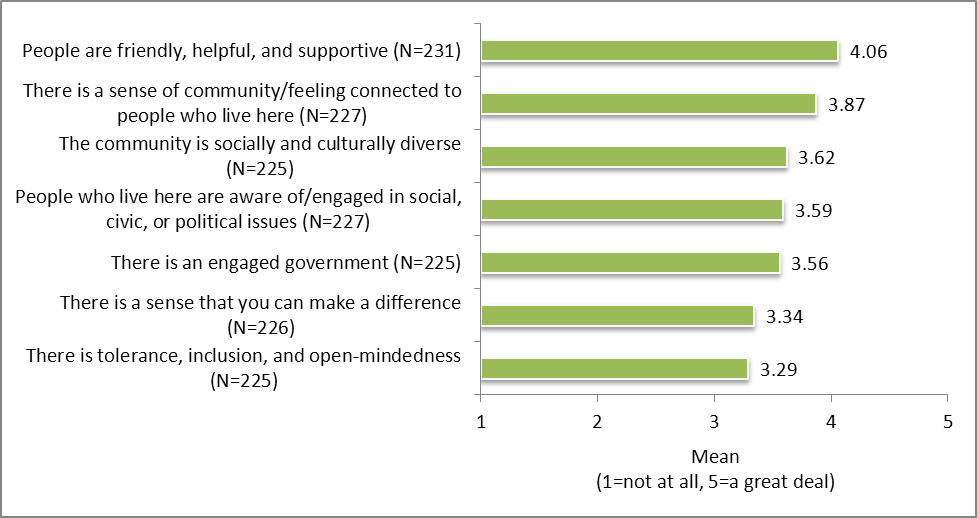 People are friendly, helpful, and supportive (N=231)
4.06
There is a sense of community/feeling connected to
people who live here (N=227)
3.87
The community is socially and culturally diverse
(N=225)
3.62
People who live here are aware of/engaged in social,
civic, or political issues (N=227)
3.59
There is an engaged government (N=225)
3.56
There is a sense that you can make a difference
(N=226)
3.34
There is tolerance, inclusion, and open-mindedness
(N=225)
3.29
1 2 3 4 5
Mean
(1=not at all, 5=a great deal)